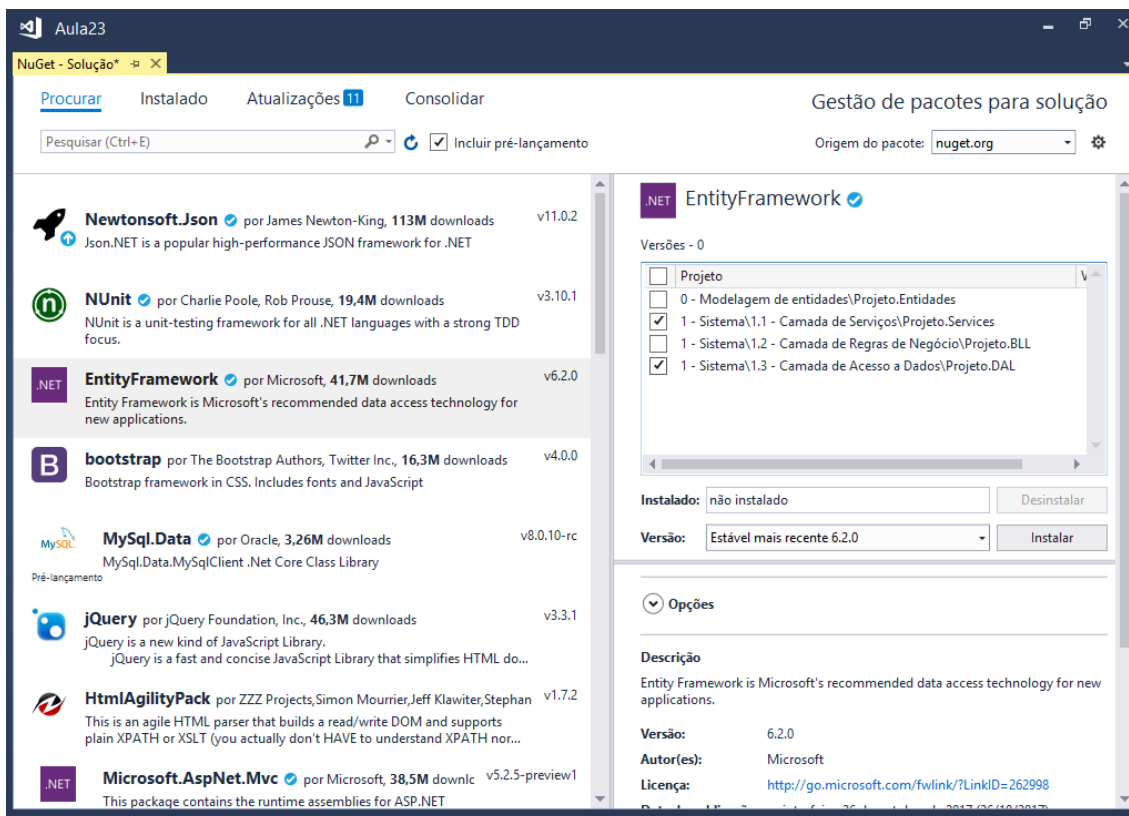 Aula23
NuGet - Solução*
Procurar Instalado Atualizações 11 Consolidar
Gestão de pacotes para solução
Pesquisar (Ctrl+E)
Incluir pré-lançamento
Origem do pacote: nuget.org
Newtonsoft.Json por James Newton-King, 113M downloads v11.0.2
Json.NET is a popular high-performance JSON framework for .NET
n
NUnit por Charlie Poole, Rob Prouse, 19,4M downloads v3.10.1
NUnit is a unit-testing framework for all .NET languages with a strong TDD
focus.
.NET
EntityFramework por Microsoft, 41,7M downloads v6.2.0
Entity Framework is Microsoft's recommended data access technology for
new applications.
B
bootstrap por The Bootstrap Authors, Twitter Inc., 16,3M downloads v4.0.0
Bootstrap framework in CSS. Includes fonts and JavaScript
MySQL
MySql.Data por Oracle, 3,26M downloads v8.0.10-rc
MySql.Data.MySqlClient .Net Core Class Library
Pré-lançamento
jQuery por jQuery Foundation, Inc., 46,3M downloads v3.3.1
jQuery is a new kind of JavaScript Library.
jQuery is a fast and concise JavaScript Library that simplifies HTML do...
HtmlAgilityPack por ZZZ Projects,Simon Mourrier,Jeff Klawiter,Stephan v1.7.2
This is an agile HTML parser that builds a read/write DOM and supports
plain XPATH or XSLT (you actually don't HAVE to understand XPATH nor...
.NET
Microsoft.AspNet.Mvc por Microsoft, 38,5M downlc v5.2.5-preview1
This package contains the runtime assemblies for ASP.NET
.NET
EntityFramework
Versões - 0
Projeto V
0 - Modelagem de entidades\Projeto.Entidades
1 - Sistema\1.1 - Camada de Serviços\Projeto.Services
1 - Sistema\1.2 - Camada de Regras de Negócio\Projeto.BLL
1 - Sistema\1.3 - Camada de Acesso a Dados\Projeto.DAL
Instalado: não instalado Desinstalar
Versão: Estável mais recente 6.2.0 Instalar
Opções
Descrição
Entity Framework is Microsoft's recommended data access technology for new
applications.
Versão: 6.2.0
Autor(es): Microsoft
Licença: http://go.microsoft.com/fwlink/?LinkID=262998